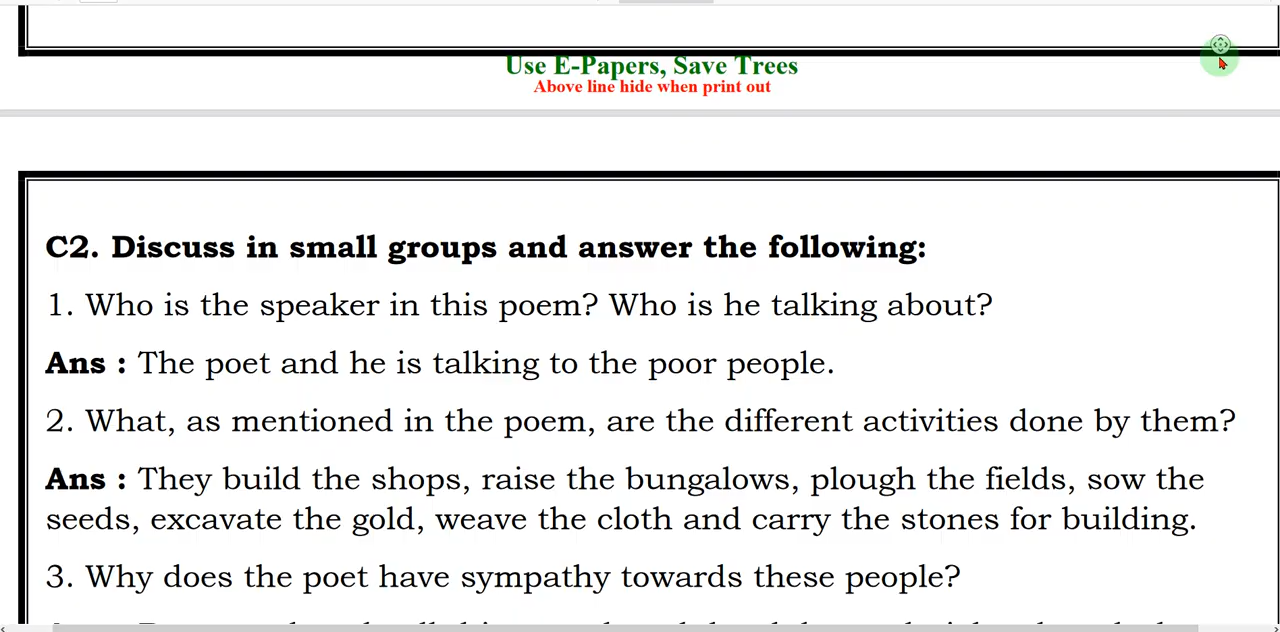 Use E-Papers, Save Trees
Above line hide when print out
C2. Discuss in small groups and answer the following:
1. Who is the speaker in this poem? Who is he talking about?
Ans : The poet and he is talking to the poor people.
2. What, as mentioned in the poem, are the different activities done by them?
Ans : They build the shops, raise the bungalows, plough the fields, sow the
seeds, excavate the gold, weave the cloth and carry the stones for building.
3. Why does the poet have sympathy towards these people?